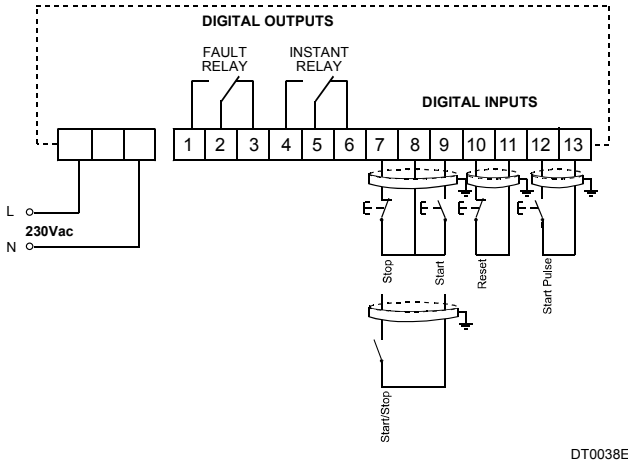 DIGITAL OUTPUTS
FAULT RELAY
INSTANT RELAY
DIGITAL INPUTS
1 2 3 4 5 6 7 8 9 10 11 12 13
L
230Vac
N
Stop
Start
Reset
Start Pulse
Start/Stop
DT0038E